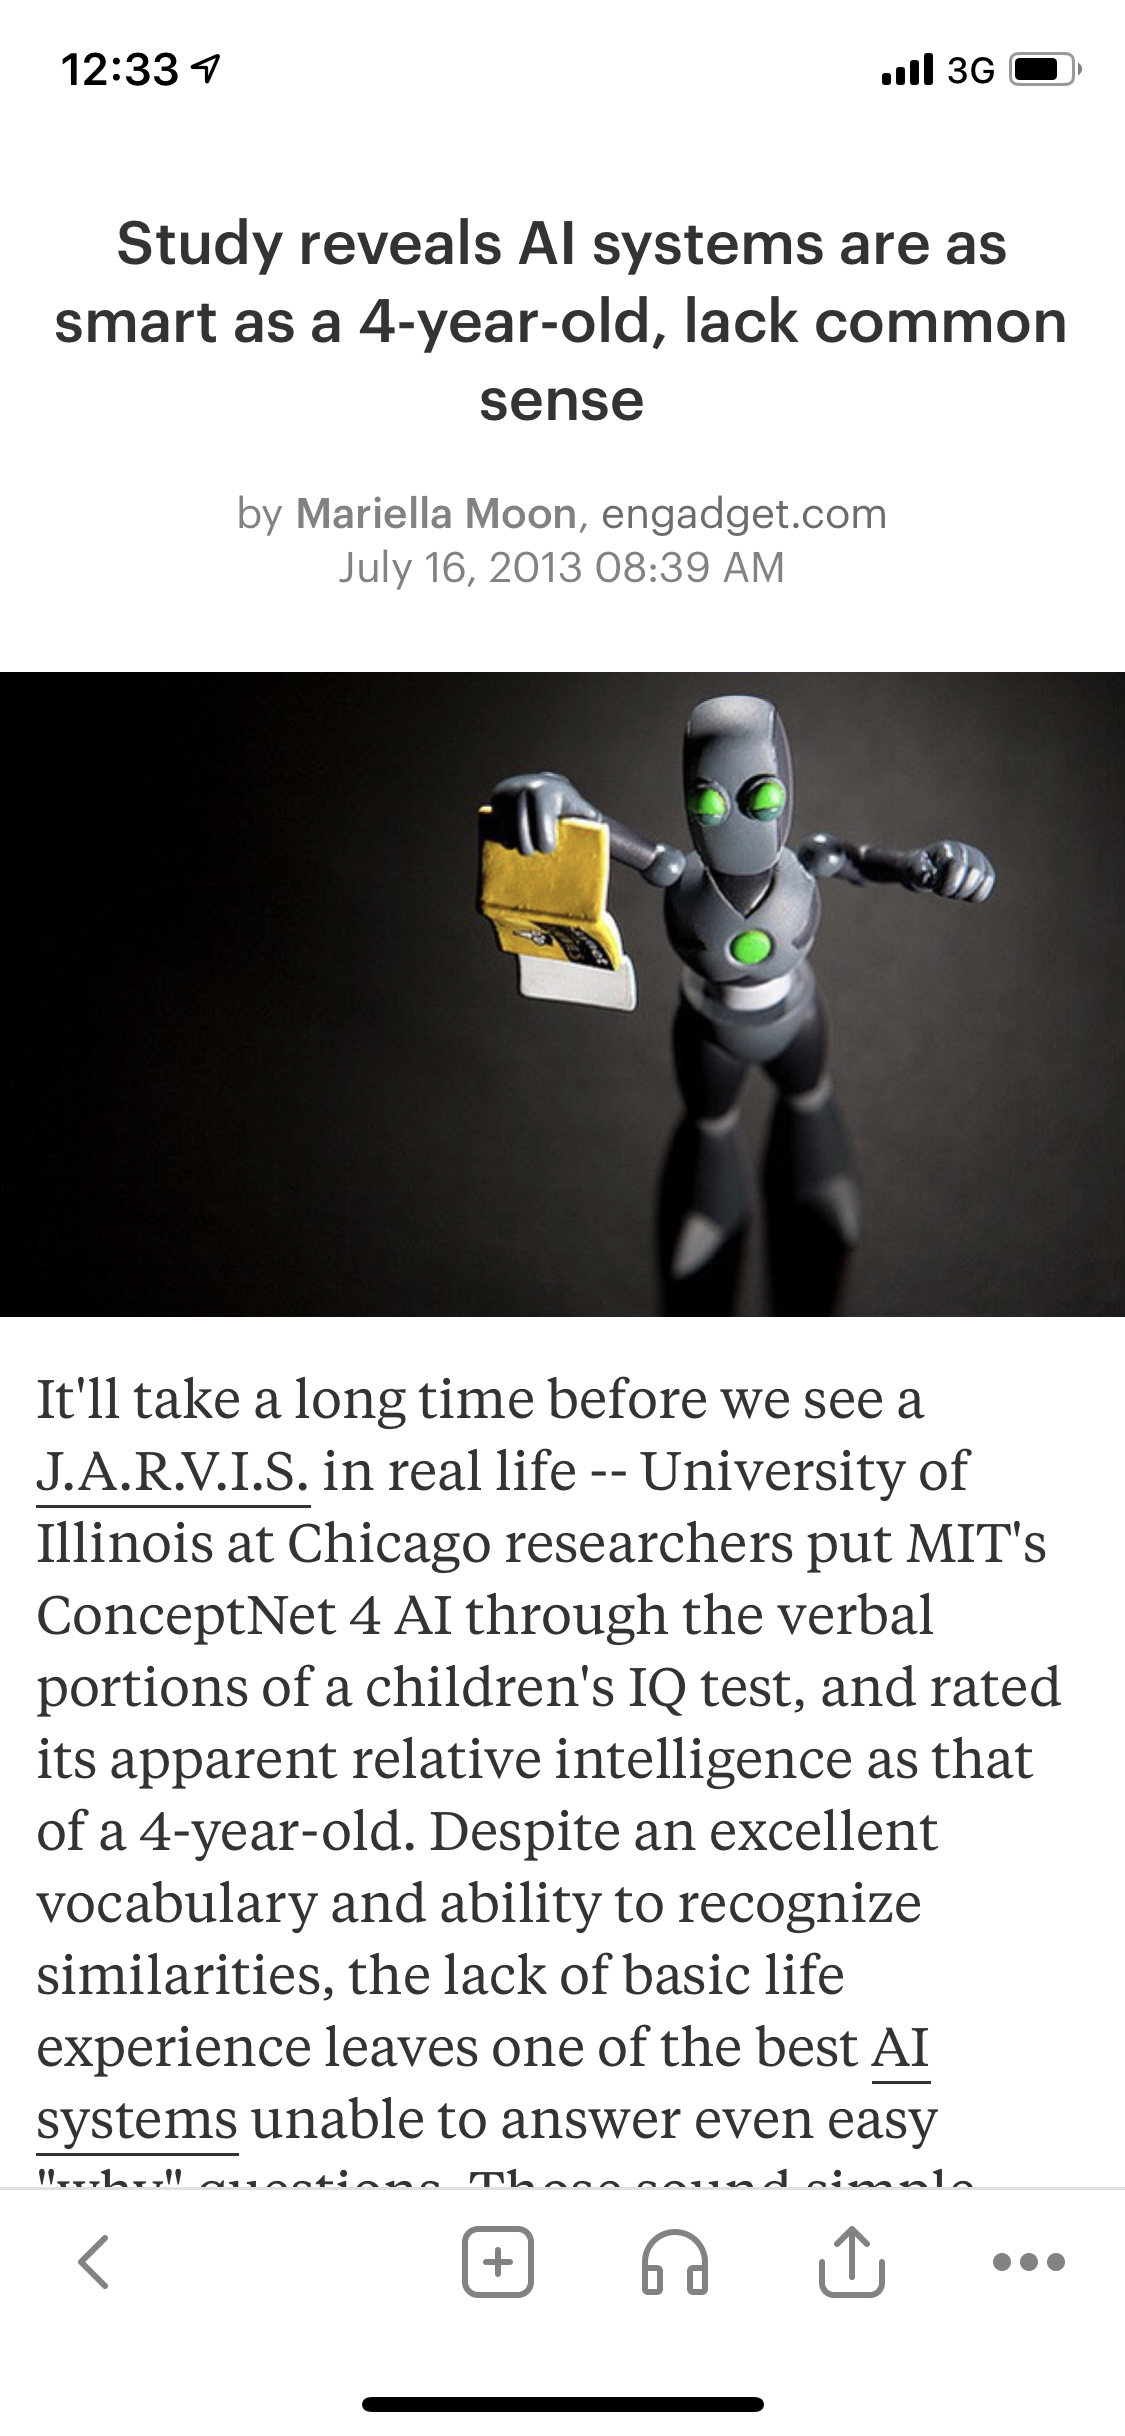 12:33
3G
Study reveals AI systems are as
smart as a 4-year-old, lack common
sense
by Mariella Moon, engadget.com
July 16, 2013 08:39 AM
It'll take a long time before we see a
J.A.R.V.I.S. in real life -- University of
Illinois at Chicago researchers put MIT's
ConceptNet 4 AI through the verbal
portions of a children's IQ test, and rated
its apparent relative intelligence as that
of a 4-year-old. Despite an excellent
vocabulary and ability to recognize
similarities, the lack of basic life
experience leaves one of the best AI
systems unable to answer even easy
"why" questions. Those sound simple